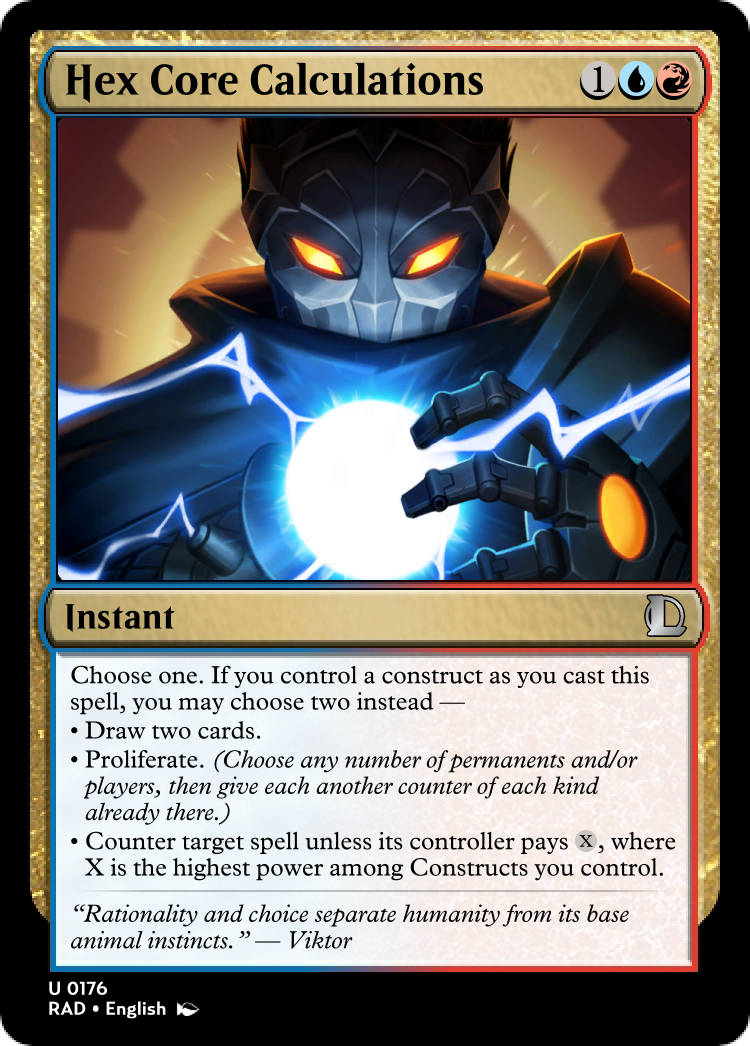 Hex Core Calculations 1
Instant
Choose one. If you control a construct as you cast this
spell, you may choose two instead —
• Draw two cards.
• Proliferate. (Choose any number of permanents and/or
players, then give each another counter of each kind
already there.)
• Counter target spell unless its controller pays X, where
X is the highest power among Constructs you control.
“Rationality and choice separate humanity from its base
animal instincts.” — Viktor
U 0176
RAD • English